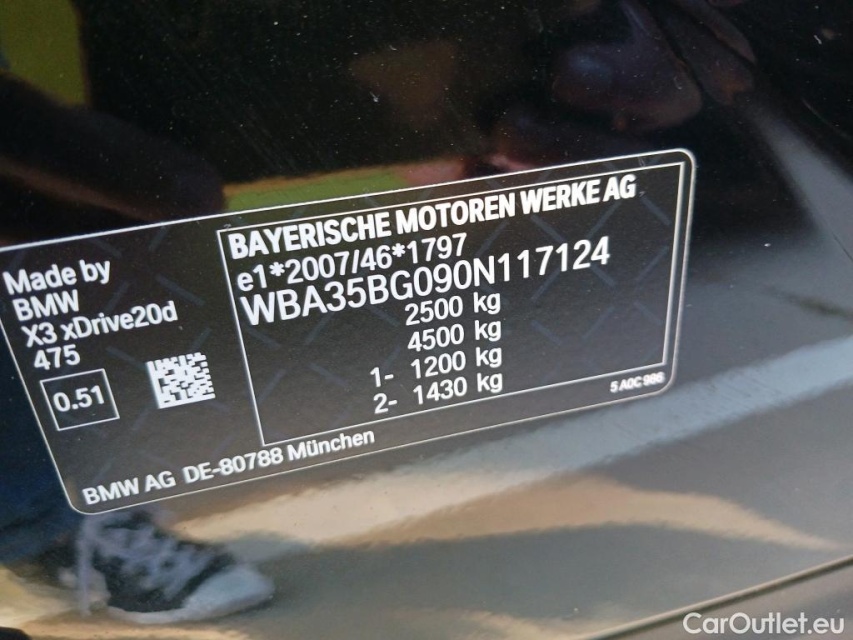 Made by
BMW
X3 xDrive20d
475
0.51
BAYERISCHE MOTOREN WERKE AG
e1*2007/46*1797
WBA35BG090N117124
2500 kg
4500 kg
1- 1200 kg
2- 1430 kg
5 A0C 986
BMW AG DE-80788 München
CarOutlet.eu